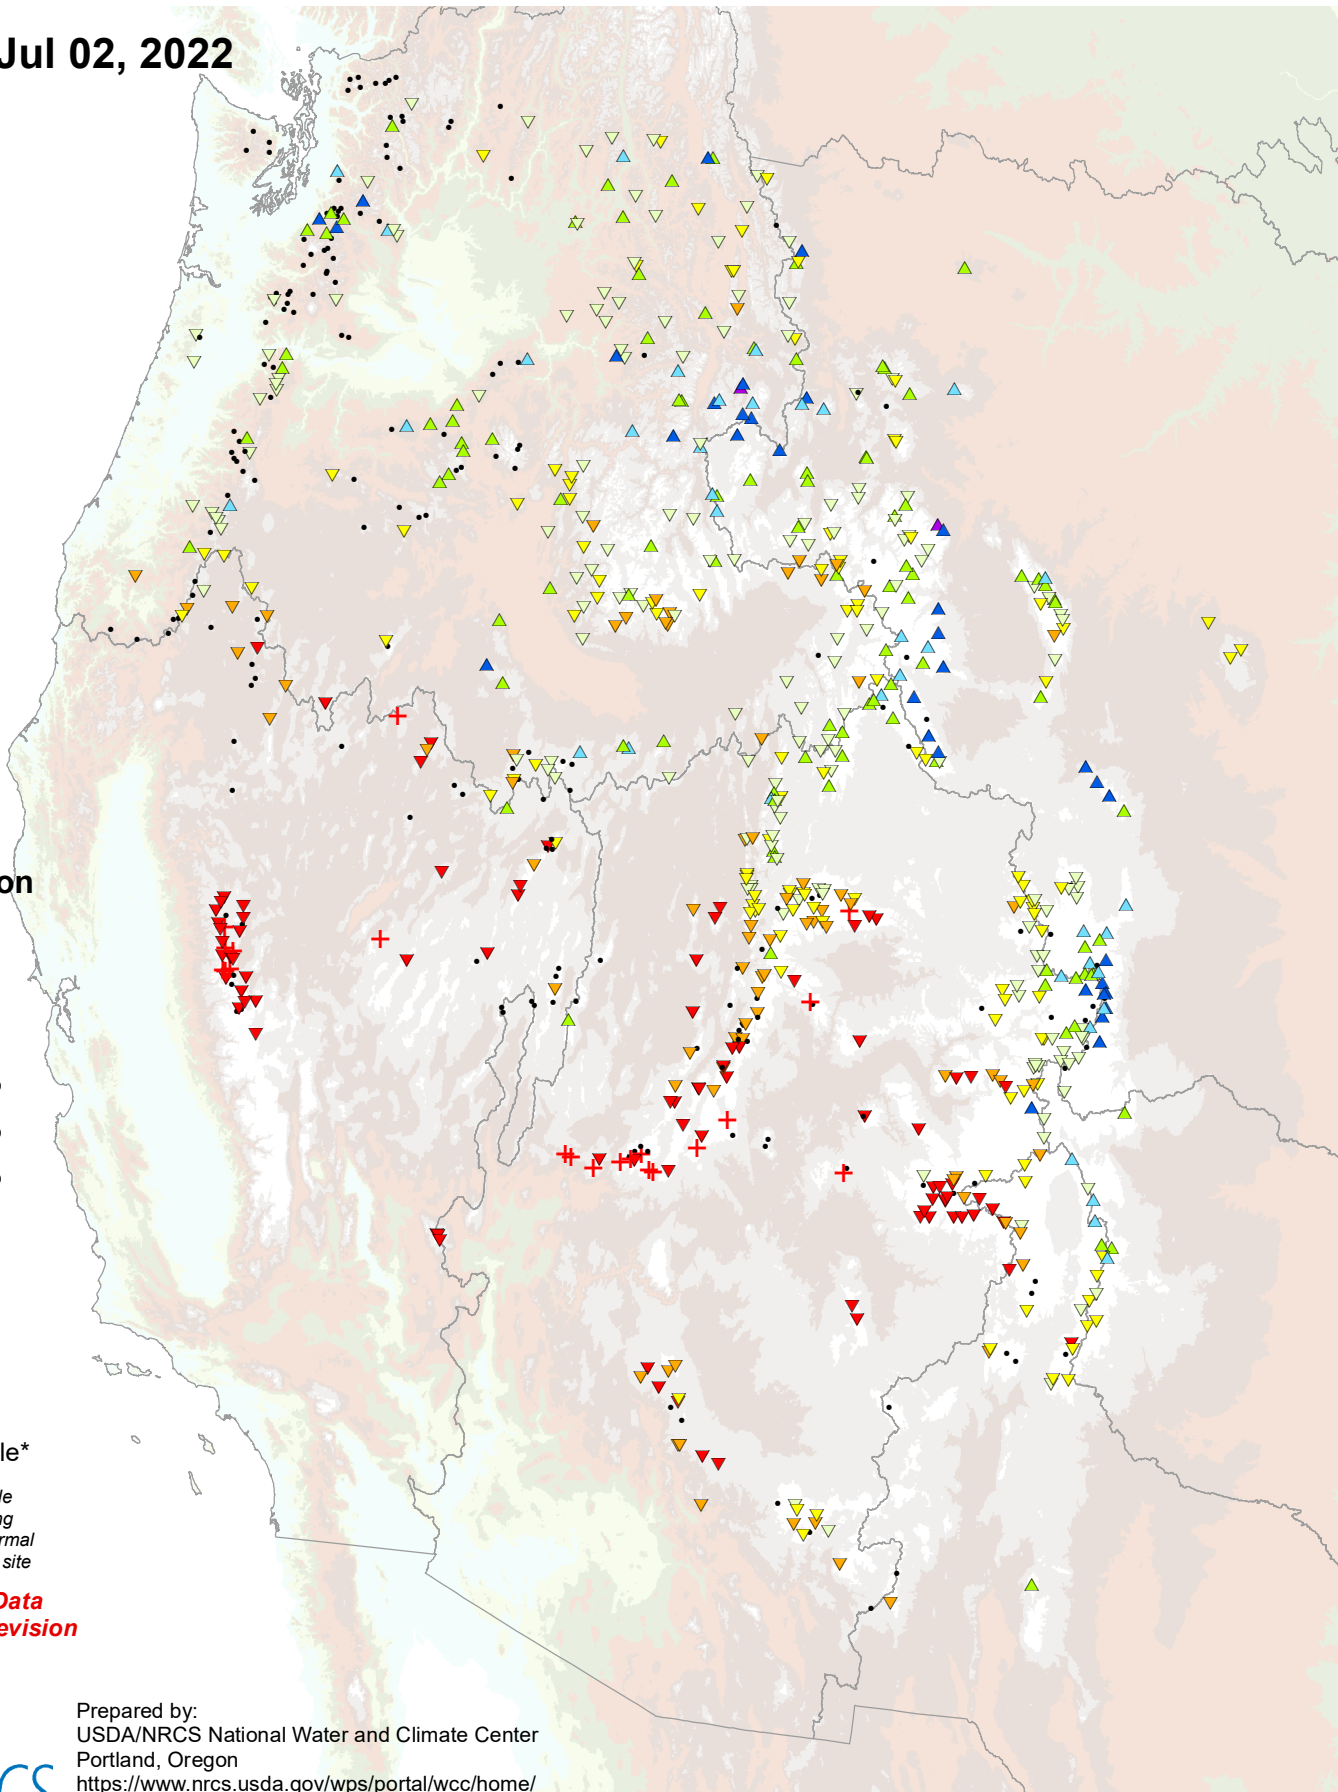 Jul 02, 2022
on
le*
le
ng
rmal
site
Data
evision
Prepared by:
USDA/NRCS National Water and Climate Center
Portland, Oregon
https://www.nrcs.usda.gov/wps/portal/wcc/home/
CS